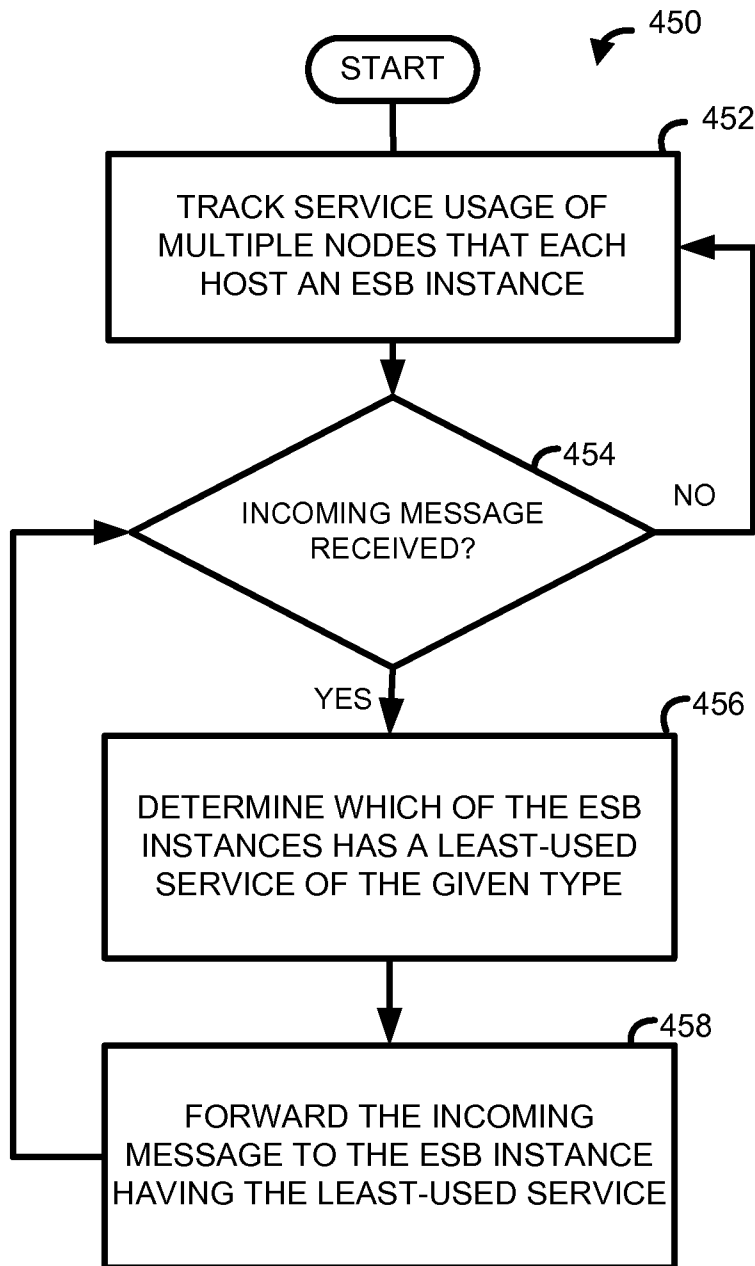 450
START
452
TRACK SERVICE USAGE OF
MULTIPLE NODES THAT EACH
HOST AN ESB INSTANCE
454
INCOMING MESSAGE
RECEIVED?
NO
YES
456
DETERMINE WHICH OF THE ESB
INSTANCES HAS A LEAST-USED
SERVICE OF THE GIVEN TYPE
458
FORWARD THE INCOMING
MESSAGE TO THE ESB INSTANCE
HAVING THE LEAST-USED SERVICE